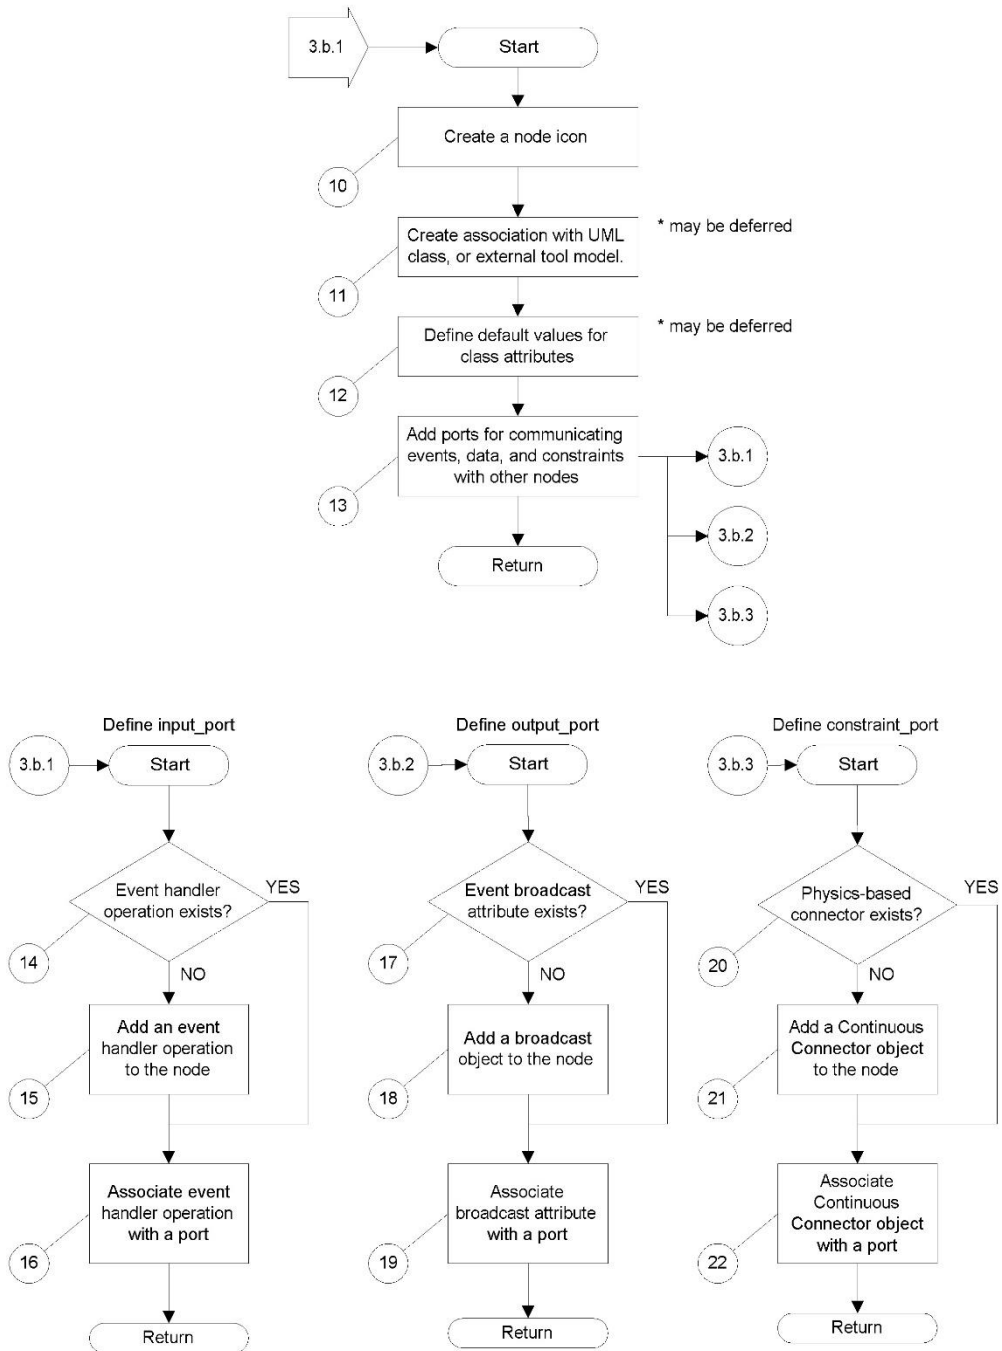 3.b.1
Start
Create a node icon
10
Create association with UML
class, or external tool model.
* may be deferred
11
Define default values for
class attributes
* may be deferred
12
Add ports for communicating
events, data, and constraints
with other nodes
13
3.b.1
3.b.2
3.b.3
Return
Define input_port
3.b.1
Start
Event handler
operation exists?
YES
14
NO
Add an event
handler operation
to the node
15
Associate event
handler operation
with a port
16
Return
Define output_port
3.b.2
Start
Event broadcast
attribute exists?
YES
17
NO
Add a broadcast
object to the node
18
Associate
broadcast attribute
with a port
19
Return
Define constraint_port
3.b.3
Start
Physics-based
connector exists?
YES
20
NO
Add a Continuous
Connector object
to the node
21
Associate
Continuous
Connector object
with a port
22
Return